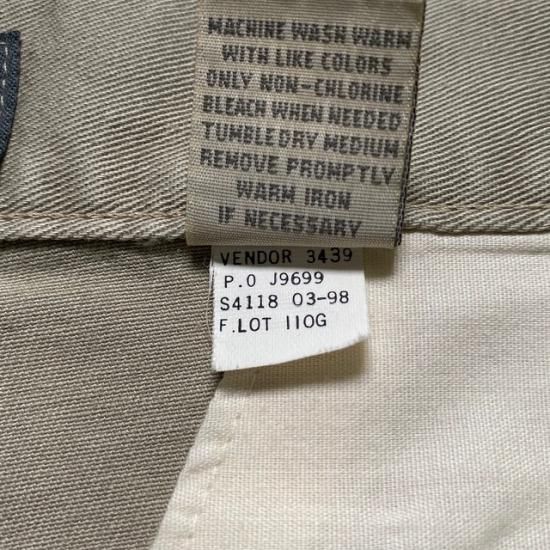 MACHINE WASH WARM
WITH LIKE COLORS
ONLY NON-CHLORINE
BLEACH WHEN NEEDED
TUMBLE DRY MEDIUM
REMOVE PROMPTLY
WARM IRON
IF NECESSARY
VENDOR 3439
P.O J9699
S4118 03-98
F.LOT 110G